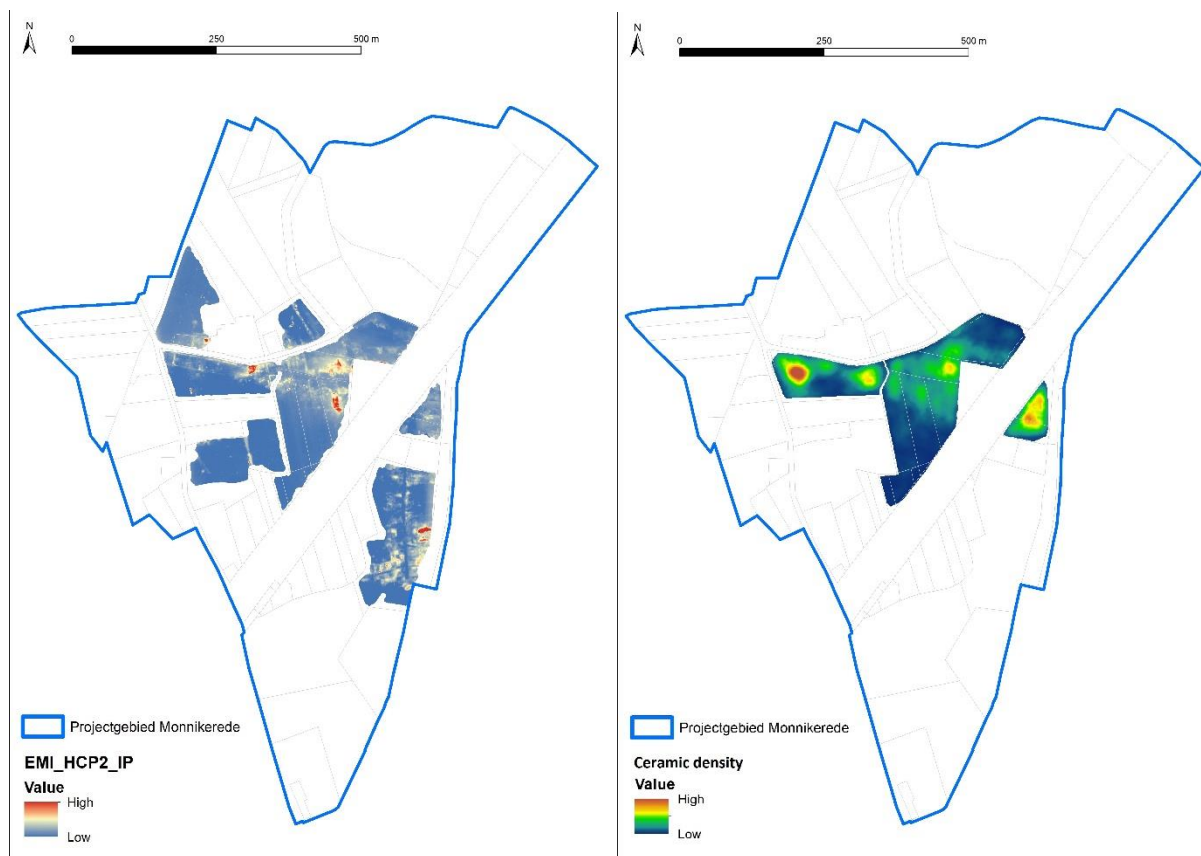 N
0 250 500 m
Projectgebied Monnikerede
EMI_HCP2_IP
Value
High
Low
N
0 250 500 m
Projectgebied Monnikerede
Ceramic density
Value
High
Low